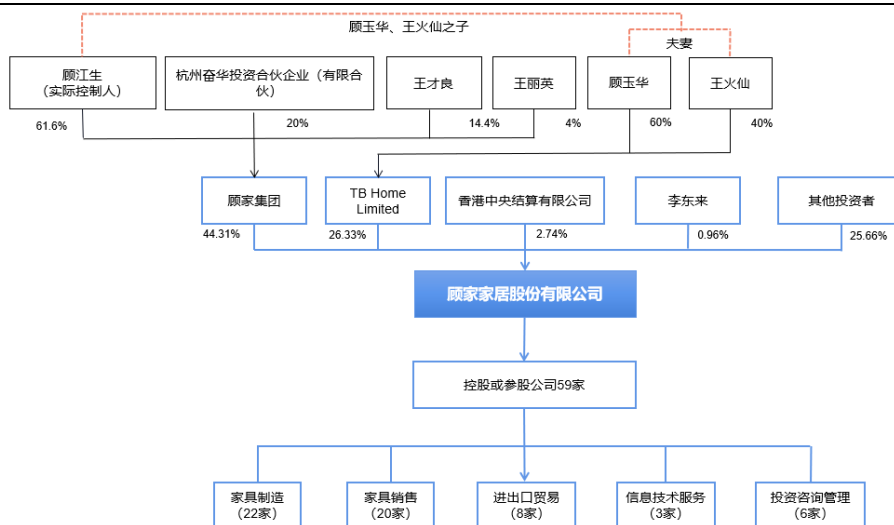 顾玉华、王火仙之子
夫妻
顾江生
（实际控制人）
杭州奋华投资合伙企业（有限合
伙）
王才良
王丽英
顾玉华
王火仙
61.6%
20%
14.4%
4%
60%
40%
顾家集团
TB Home
Limited
香港中央结算有限公司
李东来
其他投资者
44.31%
26.33%
2.74%
0.96%
25.66%
顾家家居股份有限公司
控股或参股公司59家
家具制造
（22家）
家具销售
（20家）
进出口贸易
（8家）
信息技术服务
（3家）
投资咨询管理
（6家）